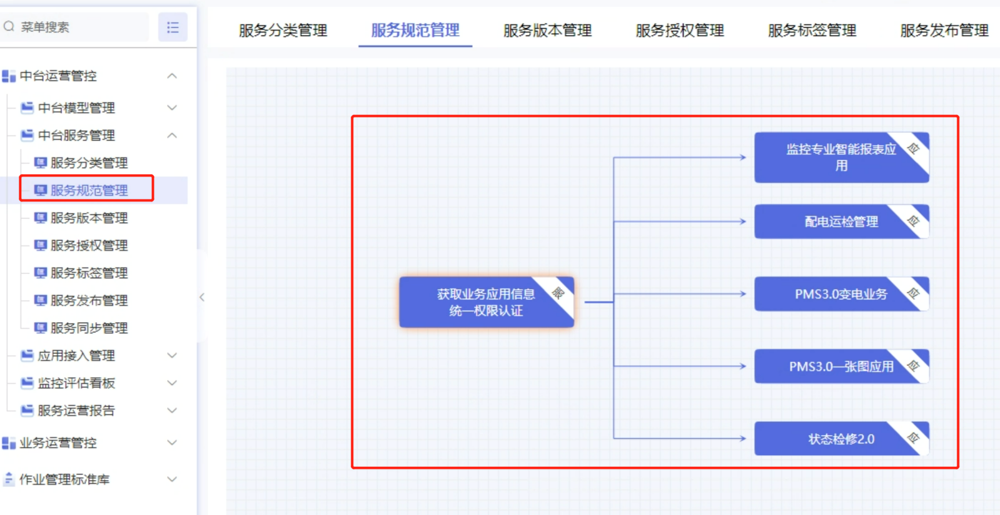 菜单搜索
中台运营管控
中台模型管理
中台服务管理
服务分类管理
服务规范管理
服务版本管理
服务授权管理
服务标签管理
服务发布管理
服务同步管理
应用接入管理
监控评估看板
服务运营报告
业务运营管控
作业管理标准库
服务分类管理
服务规范管理
服务版本管理
服务授权管理
服务标签管理
服务发布管理
获取业务应用信息
统一权限认证
服
监控专业智能报表应
用
应
配电运检管理
应
PMS3.0变电业务
应
PMS3.0一张图应用
应
状态检修2.0
应